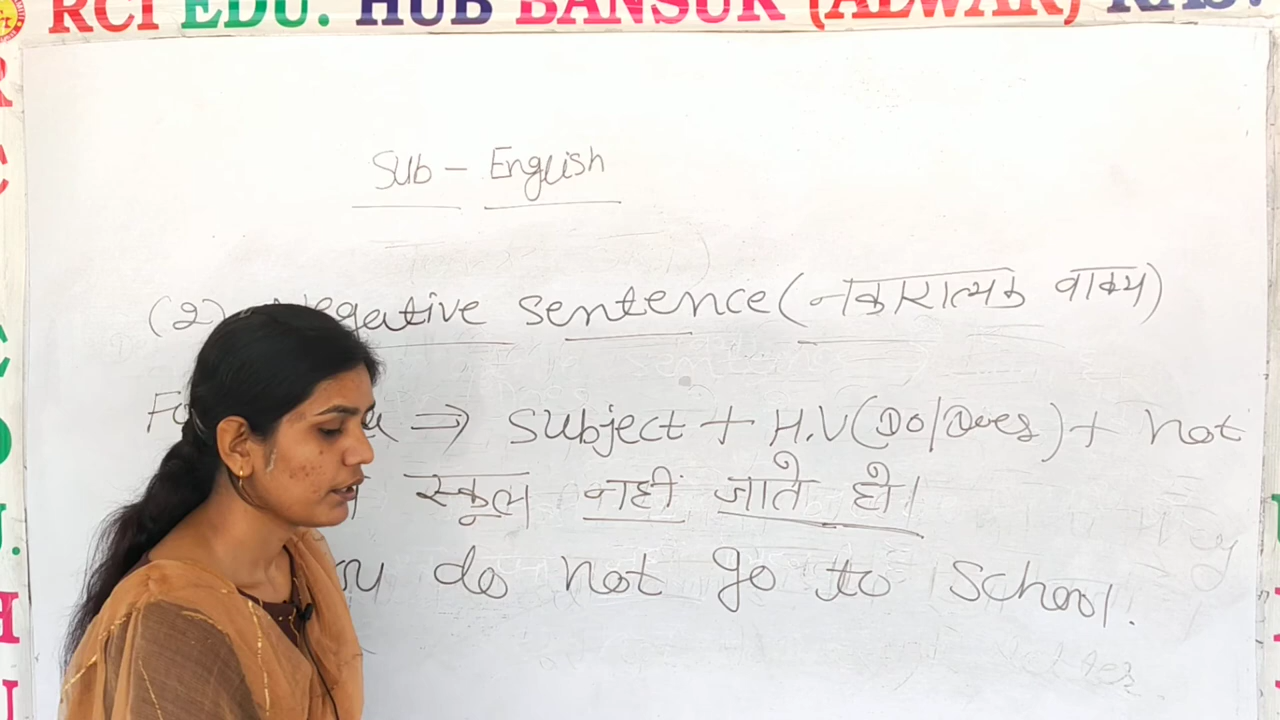 RCI EDU. HUB BANSUR (ALWAR) RAJ.
Sub - English
(2) Negative sentence (नकारात्मक वाक्य)
⇒ Subject + H.V (Do/Does) + not
स्कूल नही जाते हो।
do not go to School.